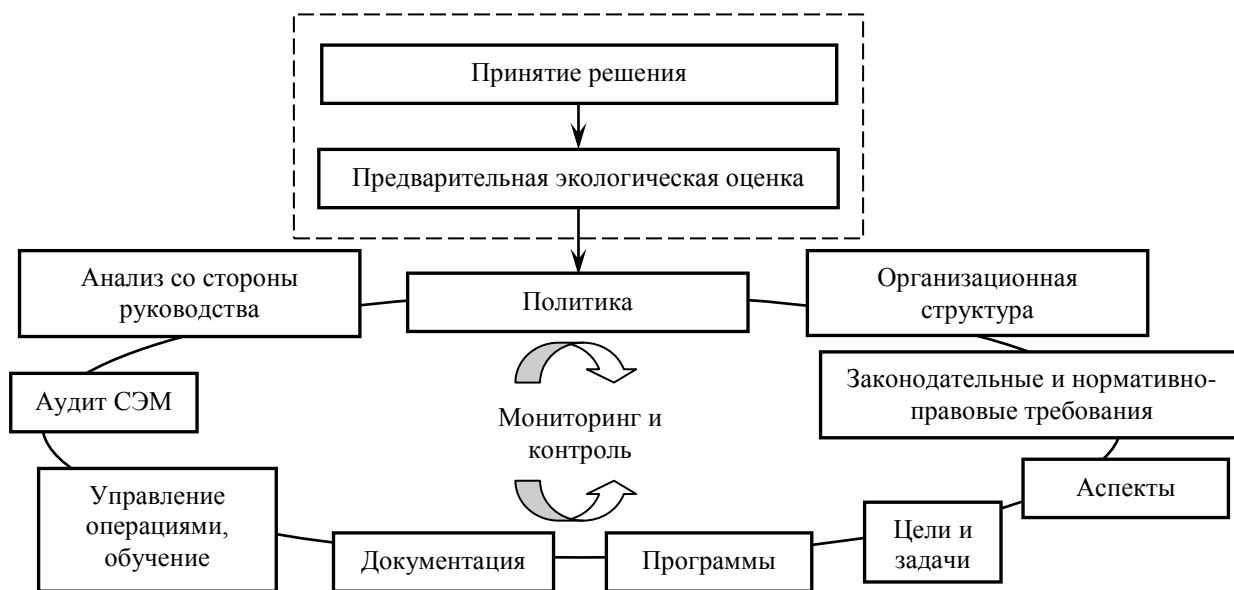 Принятие решения
Предварительная экологическая оценка
Анализ со стороны
руководства
Политика
Организационная
структура
Законодательные и нормативно-
правовые требования
Аудит СЭМ
Мониторинг и
контроль
Аспекты
Управление
операциями,
обучение
Документация
Программы
Цели и
задачи